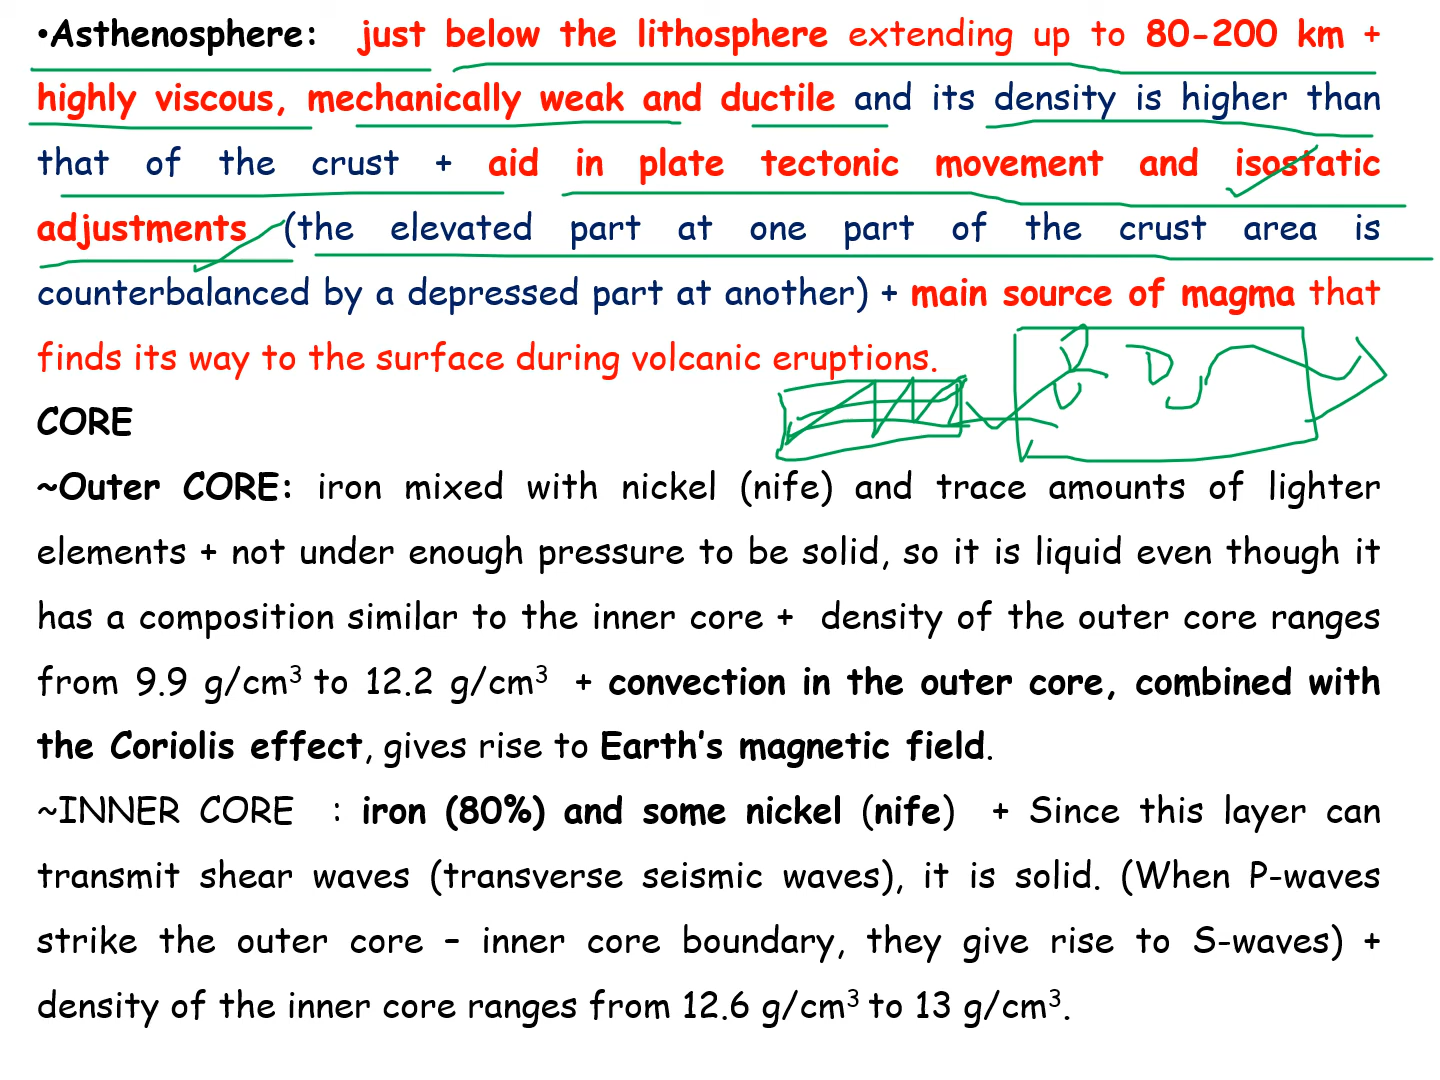 •Asthenosphere: just below the lithosphere extending up to 80-200 km +
highly viscous, mechanically weak and ductile and its density is higher than
that of the crust + aid in plate tectonic movement and isostatic
adjustments (the elevated part at one part of the crust area is
counterbalanced by a depressed part at another) + main source of magma that
finds its way to the surface during volcanic eruptions.
CORE
~Outer CORE: iron mixed with nickel (nife) and trace amounts of lighter
elements + not under enough pressure to be solid, so it is liquid even though it
has a composition similar to the inner core + density of the outer core ranges
from 9.9 g/cm³ to 12.2 g/cm³ + convection in the outer core, combined with
the Coriolis effect, gives rise to Earth's magnetic field.
~INNER CORE : iron (80%) and some nickel (nife) + Since this layer can
transmit shear waves (transverse seismic waves), it is solid. (When P-waves
strike the outer core – inner core boundary, they give rise to S-waves) +
density of the inner core ranges from 12.6 g/cm³ to 13 g/cm³.